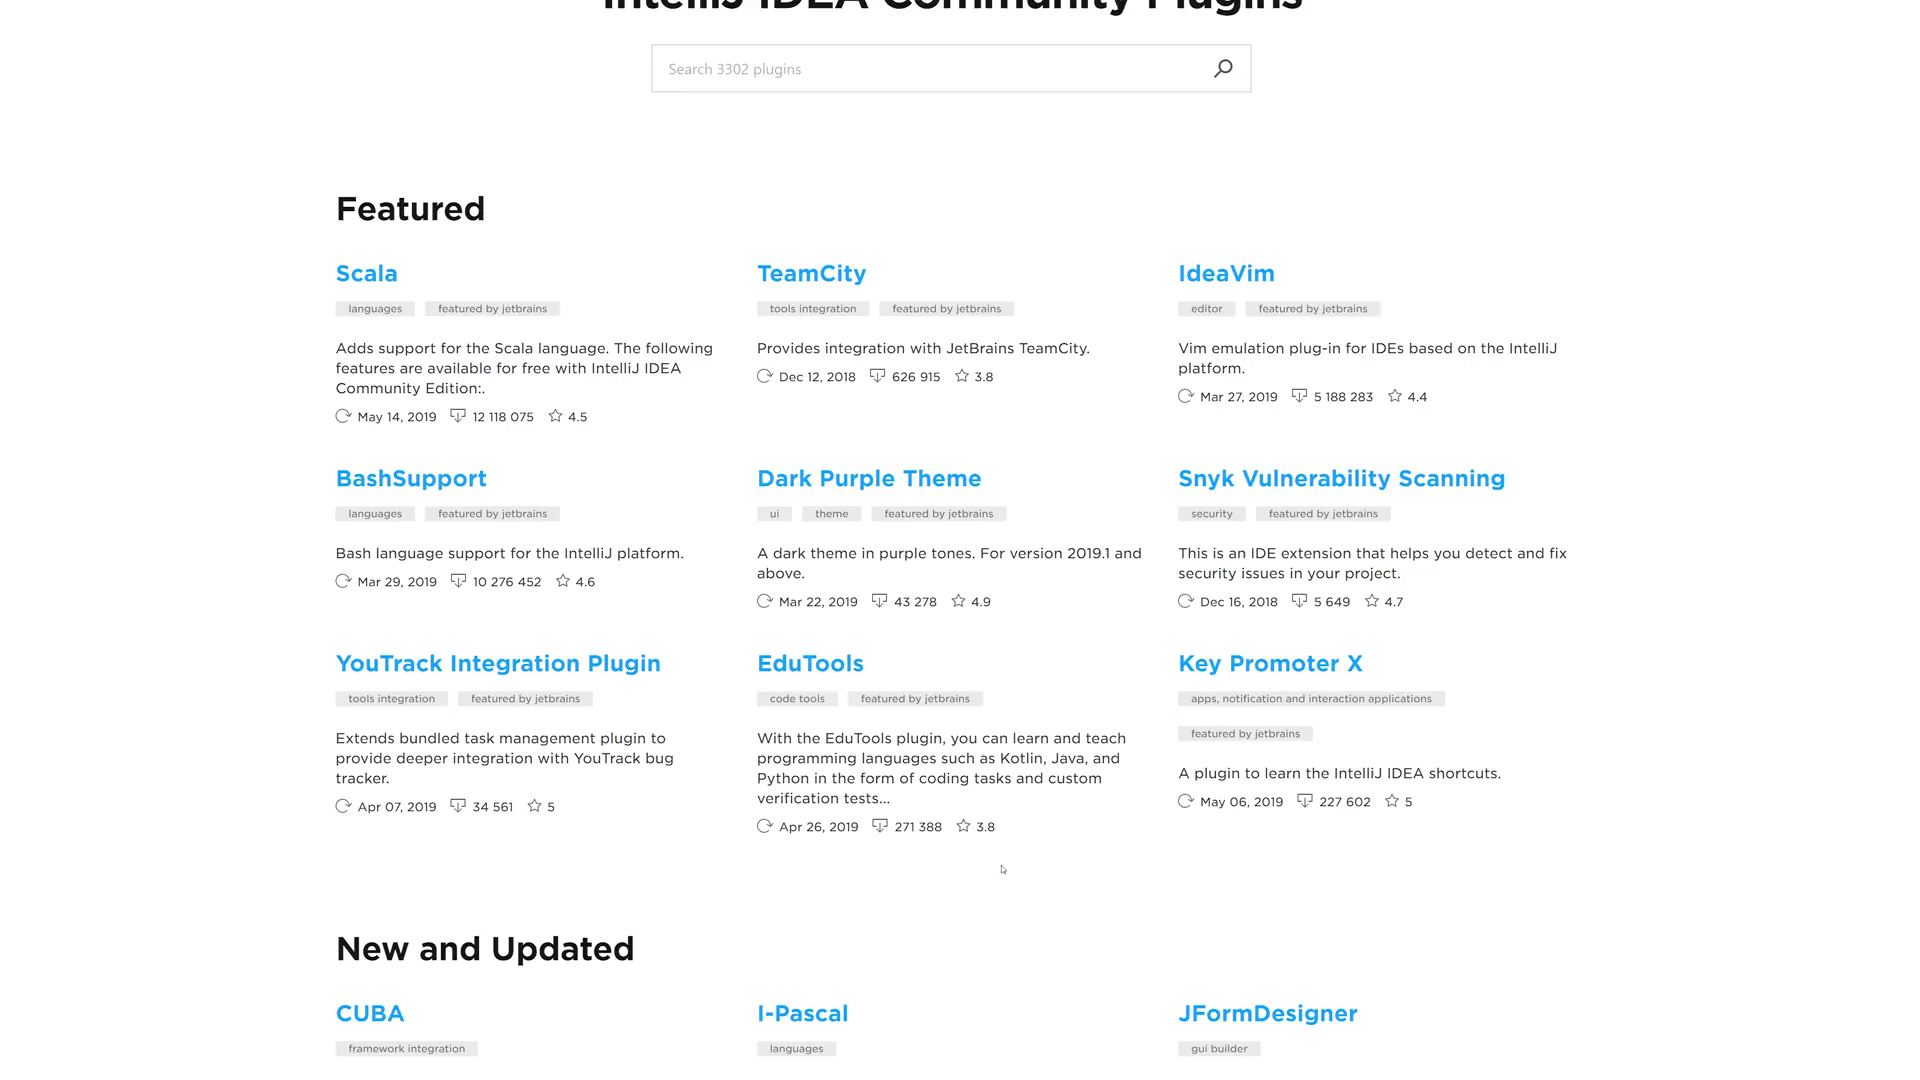 IntelliJ IDEA Community Plugins
Search 3302 plugins
Featured
Scala
languages featured by jetbrains
Adds support for the Scala language. The following
features are available for free with IntelliJ IDEA
Community Edition:.
May 14, 2019 12 118 075 4.5
TeamCity
tools integration featured by jetbrains
Provides integration with JetBrains TeamCity.
Dec 12, 2018 626 915 3.8
IdeaVim
editor featured by jetbrains
Vim emulation plug-in for IDEs based on the IntelliJ
platform.
Mar 27, 2019 5 188 283 4.4
BashSupport
languages featured by jetbrains
Bash language support for the IntelliJ platform.
Mar 29, 2019 10 276 452 4.6
Dark Purple Theme
ui theme featured by jetbrains
A dark theme in purple tones. For version 2019.1 and
above.
Mar 22, 2019 43 278 4.9
Snyk Vulnerability Scanning
security featured by jetbrains
This is an IDE extension that helps you detect and fix
security issues in your project.
Dec 16, 2018 5 649 4.7
YouTrack Integration Plugin
tools integration featured by jetbrains
Extends bundled task management plugin to
provide deeper integration with YouTrack bug
tracker.
Apr 07, 2019 34 561 5
EduTools
code tools featured by jetbrains
With the EduTools plugin, you can learn and teach
programming languages such as Kotlin, Java, and
Python in the form of coding tasks and custom
verification tests...
Apr 26, 2019 271 388 3.8
Key Promoter X
apps, notification and interaction applications
featured by jetbrains
A plugin to learn the IntelliJ IDEA shortcuts.
May 06, 2019 227 602 5
New and Updated
CUBA
framework integration
I-Pascal
languages
JFormDesigner
gui builder